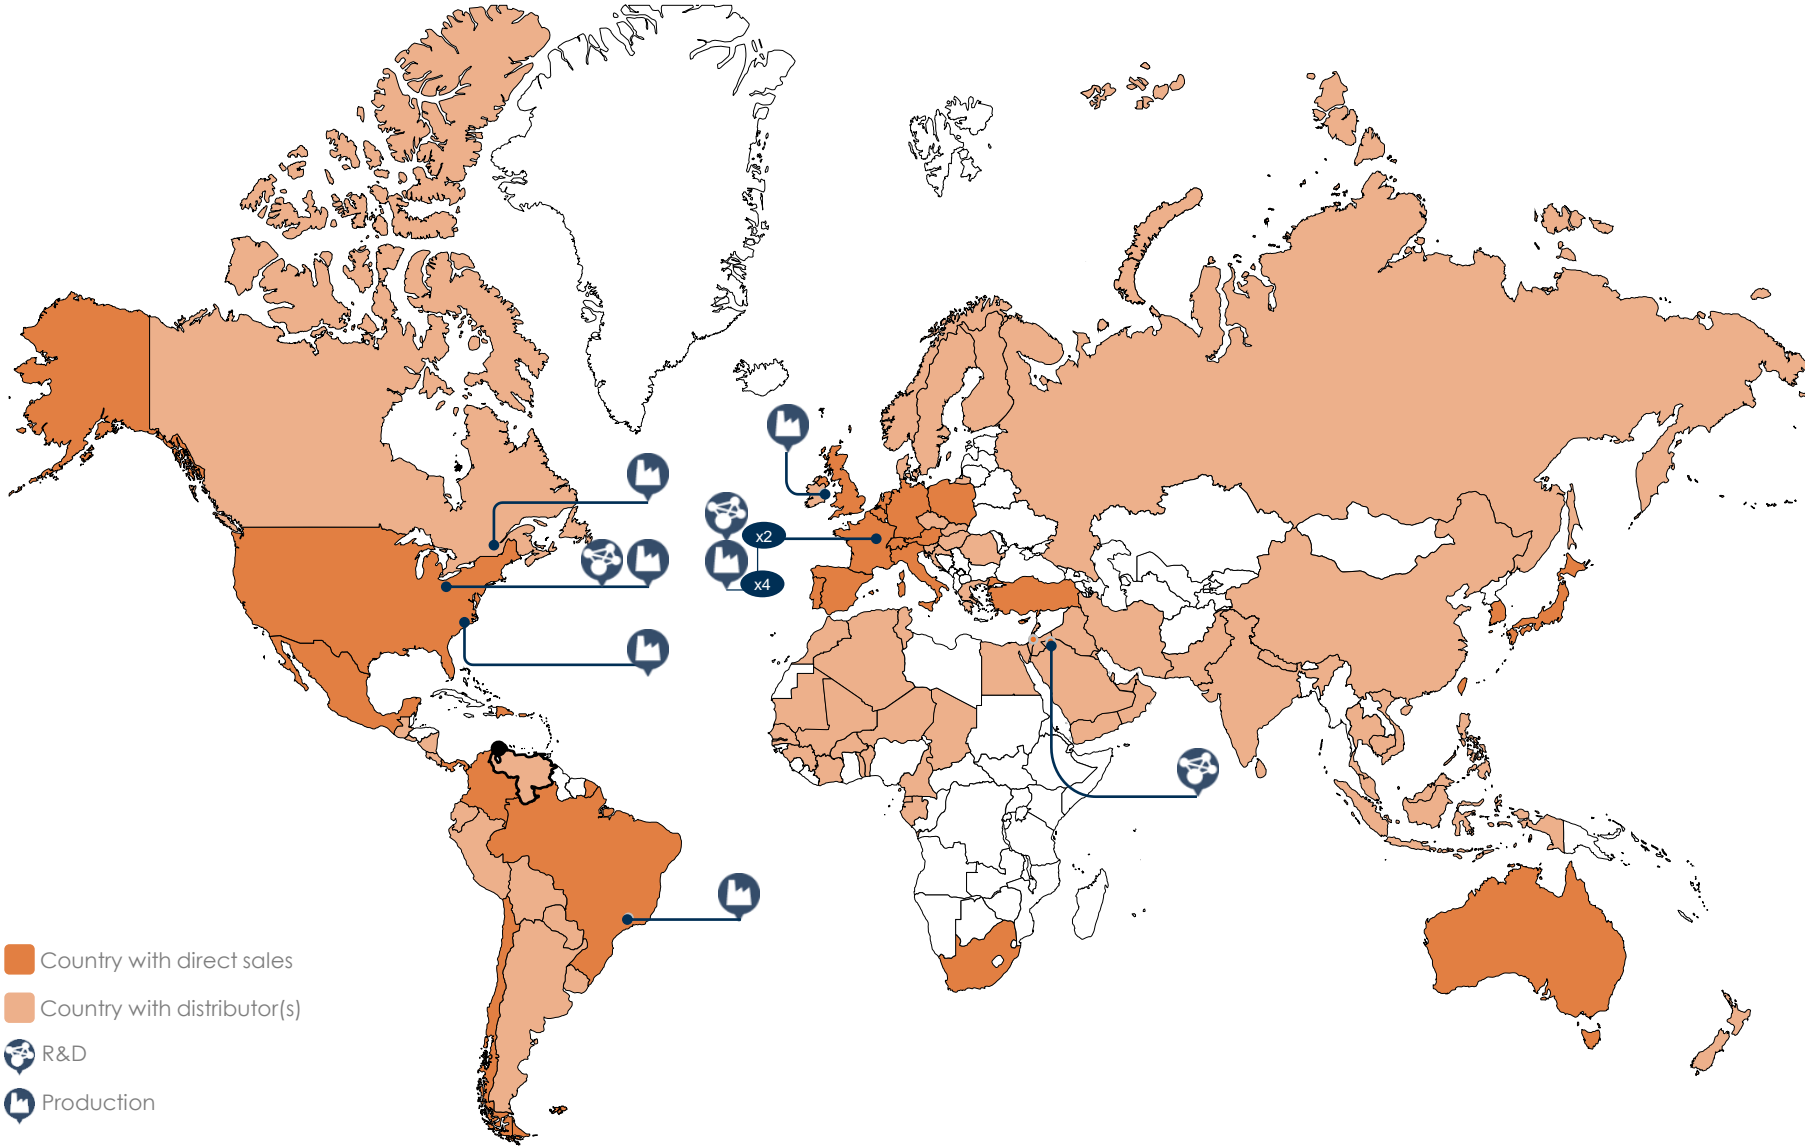 x2
x4
Country with direct sales
Country with distributor(s)
R&D
Production